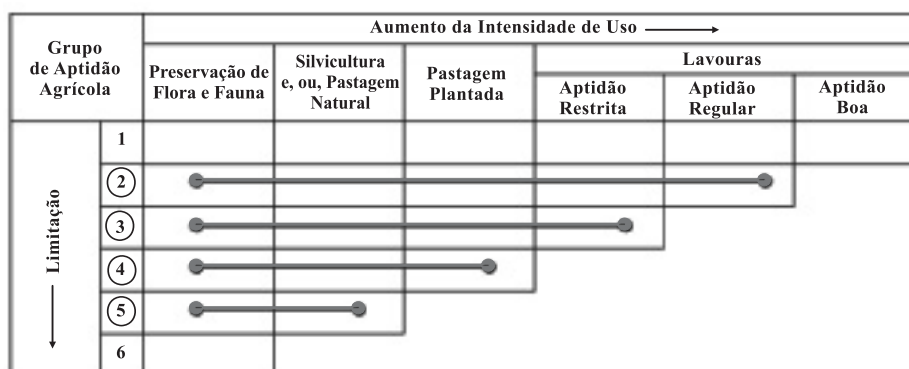 Grupo
de Aptidão
Agrícola
Aumento da Intensidade de Uso
Preservação de
Flora e Fauna
Silvicultura
e, ou, Pastagem
Natural
Pastagem
Plantada
Lavouras
Aptidão
Restrita
Aptidão
Regular
Aptidão
Boa
Limitação
1
2
3
4
5
6